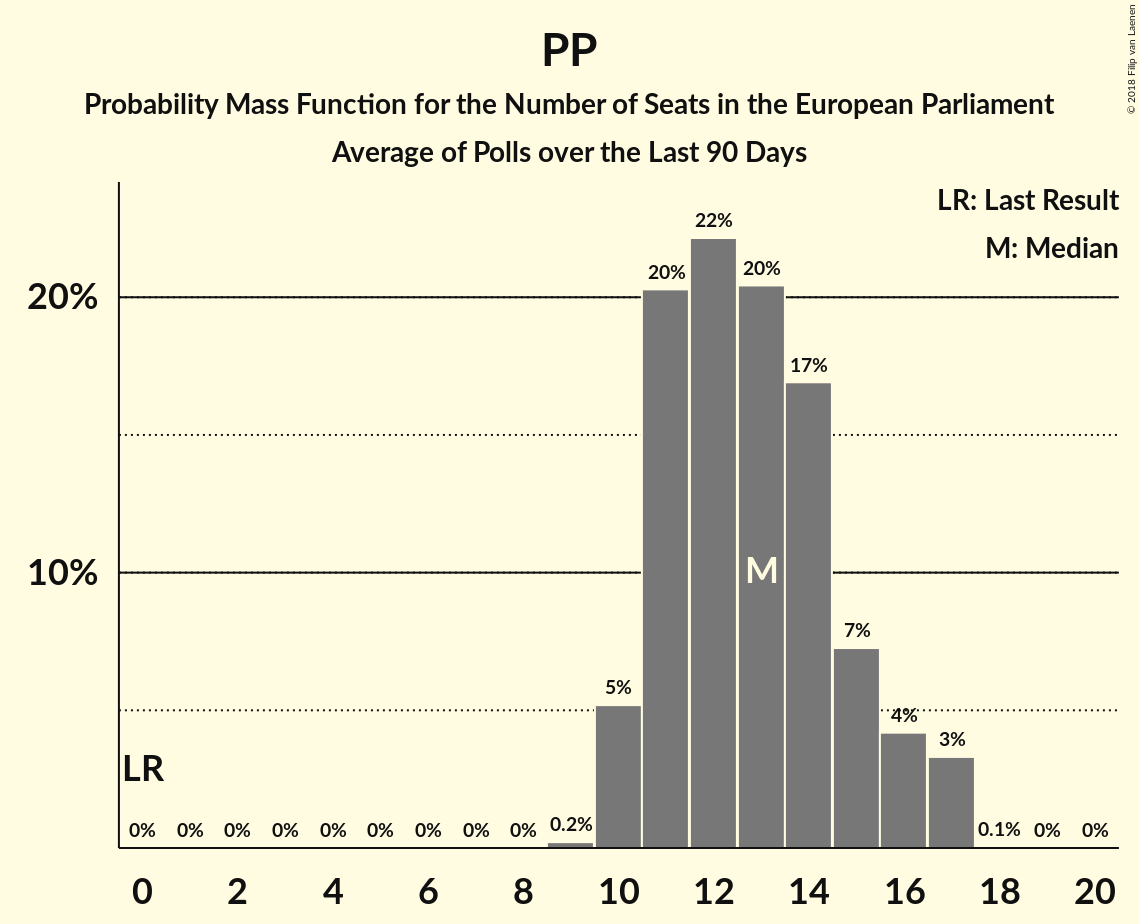 PP
Probability Mass Function for the Number of Seats in the European Parliament
Average of Polls over the Last 90 Days
© 2018 Filip van Laenen
LR: Last Result
M: Median
22%
20%
20%
20%
17%
10%
M
7%
5%
4%
3%
LR
0%
0%
0%
0%
0%
0%
0%
0%
0%
0.2%
0.1%
0%
0%
0 2 4 6 8 10 12 14 16 18 20